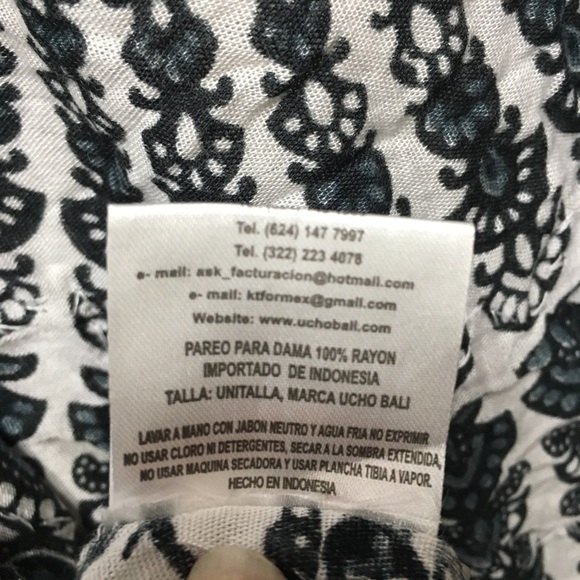 Tel. (624) 147 7997
Tel. (322) 223 4078
e- mail: ask_facturacion@hotmail.com
e- mail: ktformex@gmail.com
Website: www.uchobali.com
PAREO PARA DAMA 100% RAYON
IMPORTADO DE INDONESIA
TALLA: UNITALLA, MARCA UCHO BALI
LAVAR A MANO CON JABON NEUTRO Y AGUA FRIA NO EXPRIMIR
NO USAR CLORO NI DETERGENTES, SECAR A LA SOMBRA EXTENDIDA,
NO USAR MAQUINA SECADORA Y USAR PLANCHA TIBIA A VAPOR.
HECHO EN INDONESIA